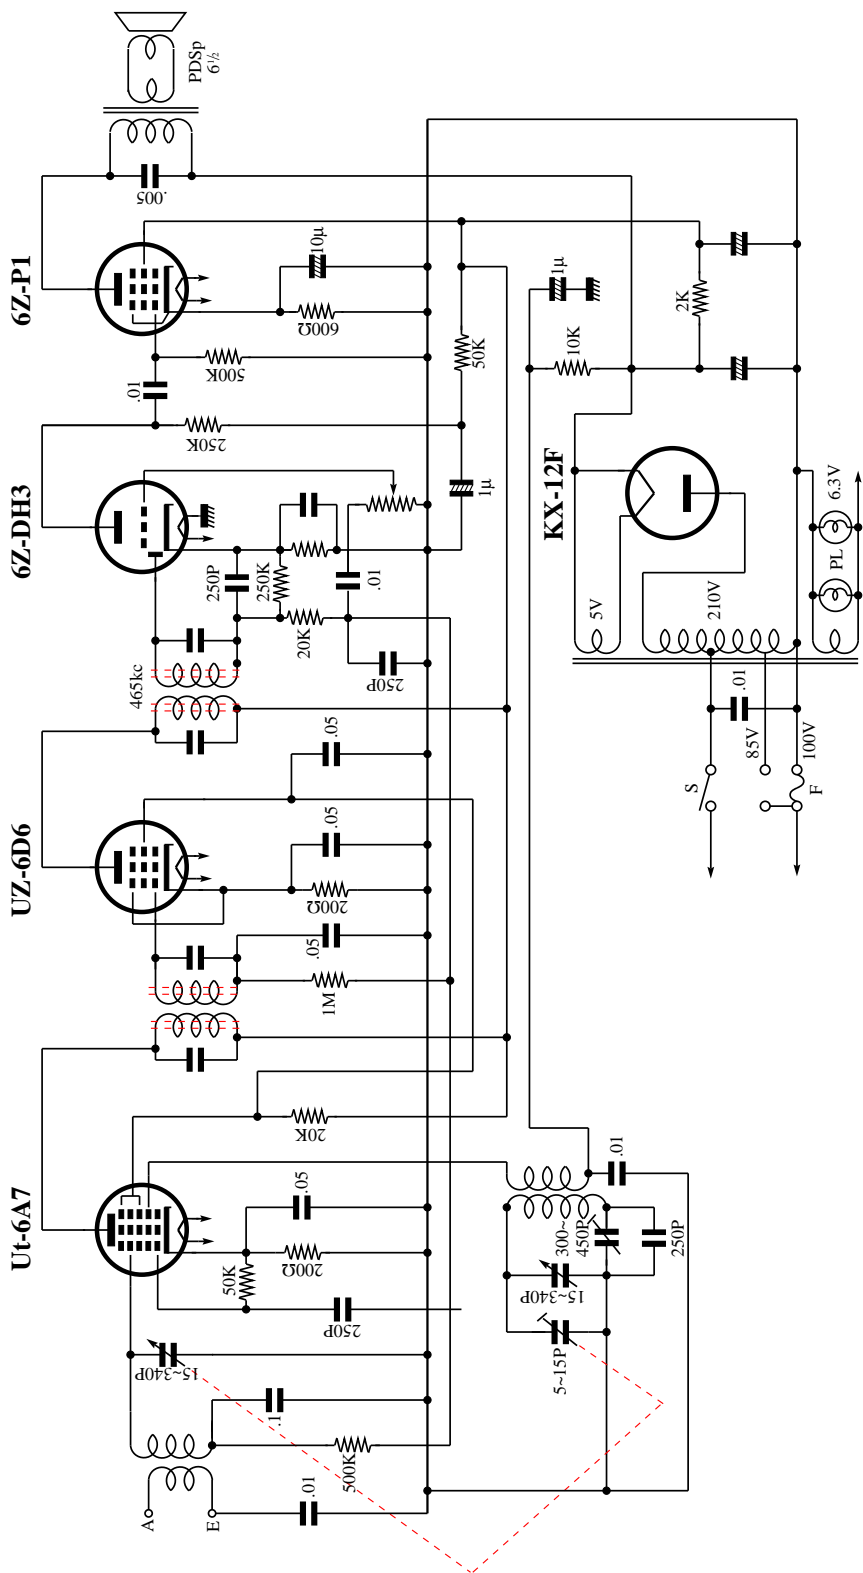 Ut-6A7
UZ-6D6
6Z-DH3
6Z-P1
465kc
PDSp
6½
A
E
.01
.1
500K
15~340P
250P
50K
200Ω
.05
20K
1M
.05
200Ω
.05
.05
250P
20K
250K
250P
.01
250K
1µ
.01
500K
50K
600Ω
10µ
.005
5~15P
15~340P
300~
450P
250P
.01
KX-12F
10K
1µ
2K
5V
210V
6.3V
PL
.01
85V
100V
S
F